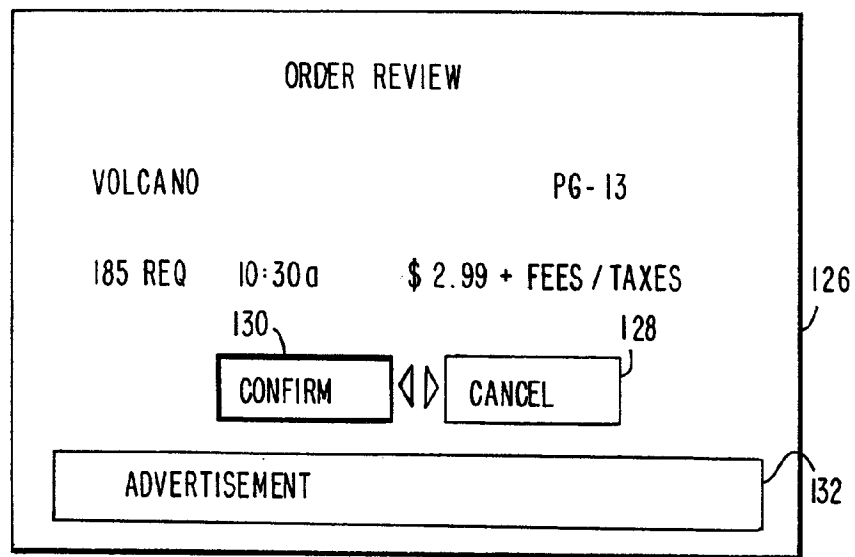 ORDER REVIEW
VOLCANO PG-13
185 REQ 10:30a $ 2.99 + FEES / TAXES
126
130 128
CONFIRM CANCEL
ADVERTISEMENT
132